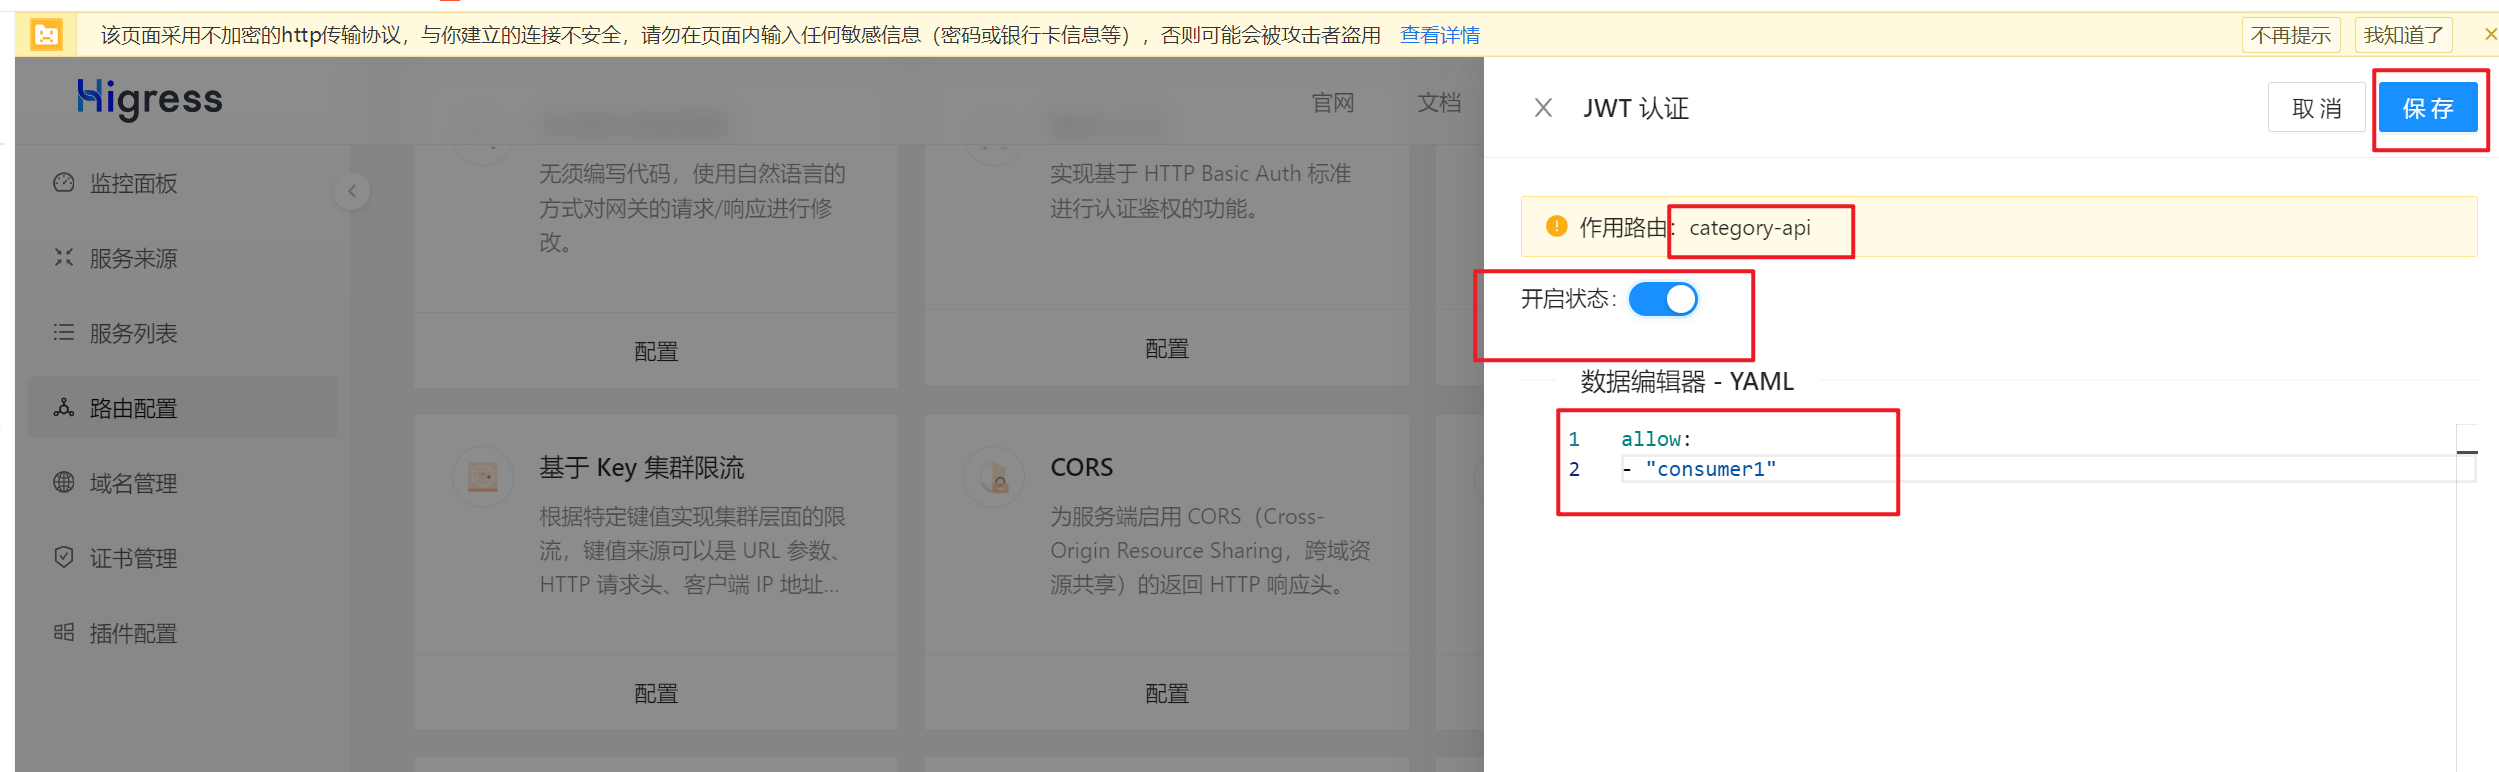 该页面采用不加密的http传输协议，与你建立的连接不安全，请勿在页面内输入任何敏感信息（密码或银行卡信息等），否则可能会被攻击者盗用 查看详情 不再提示 我知道了
Higress
官网 文档
监控面板
服务来源
服务列表
路由配置
域名管理
证书管理
插件配置
无须编写代码，使用自然语言的
方式对网关的请求/响应进行修
改。
配置
实现基于 HTTP Basic Auth 标准
进行认证鉴权的功能。
配置
基于 Key 集群限流
根据特定键值实现集群层面的限
流，键值来源可以是 URL 参数、
HTTP 请求头、客户端 IP 地址...
配置
CORS
为服务端启用 CORS（Cross-
Origin Resource Sharing，跨域资
源共享）的返回 HTTP 响应头。
配置
JWT 认证
取 消 保 存
作用路由: category-api
开启状态:
数据编辑器 - YAML
1 allow:
2 - "consumer1"